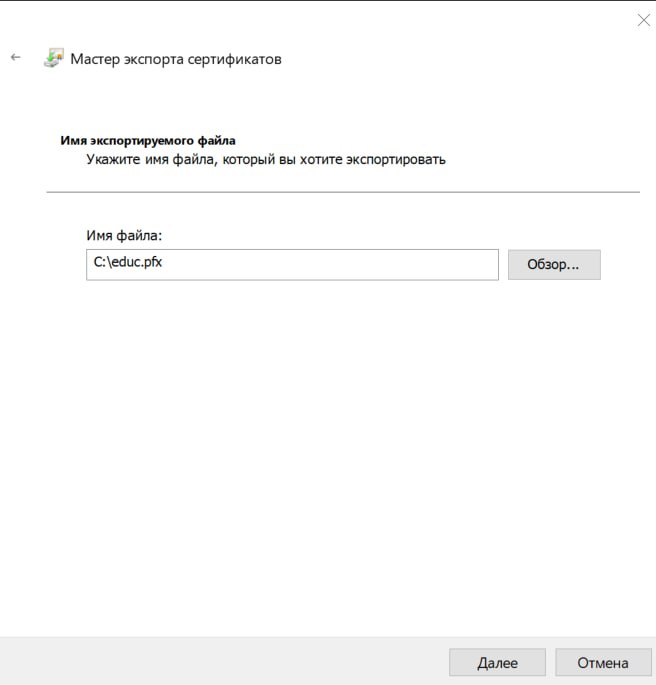 Мастер экспорта сертификатов
Имя экспортируемого файла
Укажите имя файла, который вы хотите экспортировать
Имя файла:
C:\educ.pfx
Обзор...
Далее
Отмена